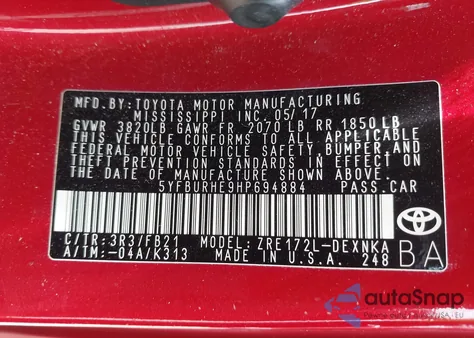 MFD.BY:TOYOTA MOTOR MANUFACTURING
MISSISSIPPI INC. 05/17
GVWR 3820LB GAWR FR 2070 LB RR 1850LB
THIS VEHICLE CONFORMS TO ALL APPLICABLE
FEDERAL MOTOR VEHICLE SAFETY, BUMPER, AND
THEFT PREVENTION STANDARDS IN EFFECT ON
THE DATE OF MANUFACTURE SHOWN ABOVE.
5YFBURHE9HP694884 PASS.CAR
C/TR:3R3/FB21 MODEL:ZRE172L-DEXNKA
A/TM:-04A/K313 MADE IN U.S.A. 248
BA
autoSnap